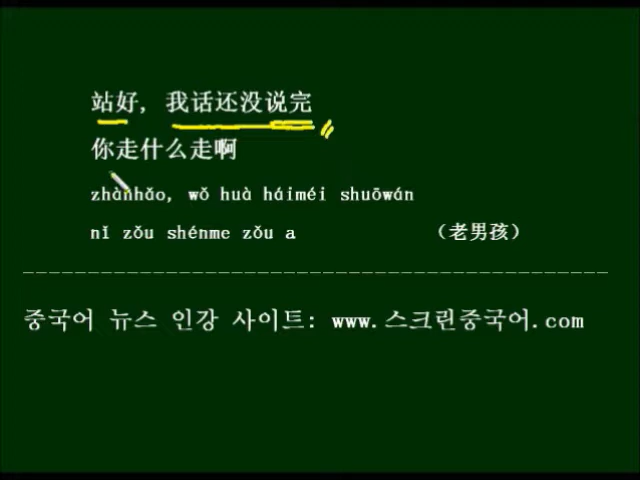 站好, 我话还没说完
你走什么走啊
zhànhǎo, wǒ huà háiméi shuōwán
nǐ zǒu shénme zǒu a （老男孩）
중국어 뉴스 인강 사이트: www.스크린중국어.com